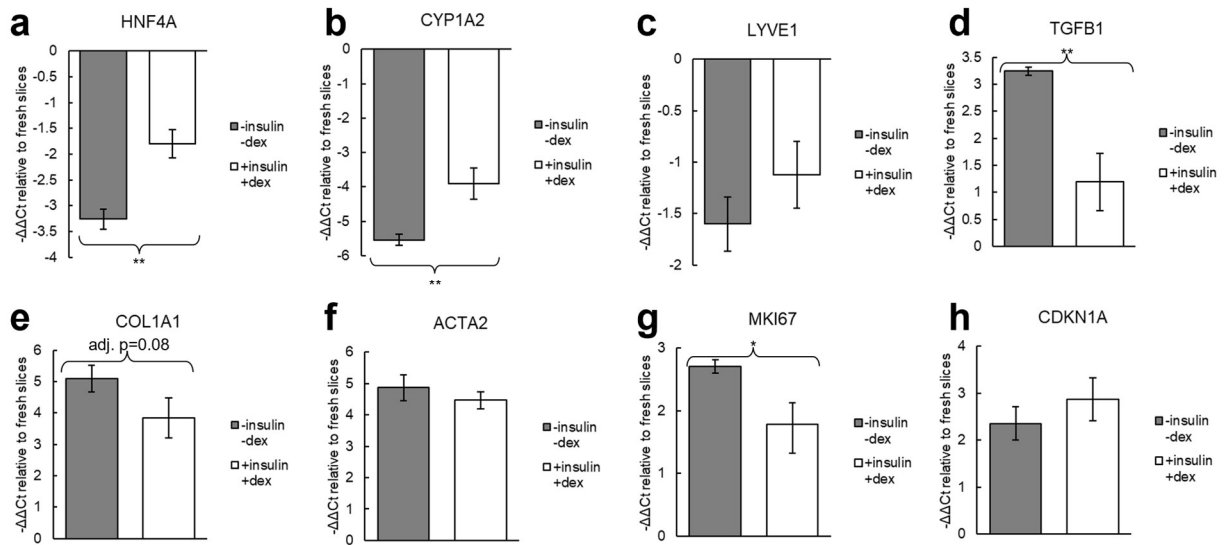 a
HNF4A
-ΔΔCt relative to fresh slices
0
-0.5
-1
-1.5
-2
-2.5
-3
-3.5
**
-insulin
-dex
+insulin
+dex
b
CYP1A2
-ΔΔCt relative to fresh slices
0
-1
-2
-3
-4
-5
-6
**
-insulin
-dex
+insulin
+dex
c
LYVE1
-ΔΔCt relative to fresh slices
0
-0.5
-1
-1.5
-2
-insulin
-dex
+insulin
+dex
d
TGFB1
-ΔΔCt relative to fresh slices
3.5
3
2.5
2
1.5
1
0.5
0
**
-insulin
-dex
+insulin
+dex
e
COL1A1
adj. p=0.08
-ΔΔCt relative to fresh slices
6
5
4
3
2
1
0
-insulin
-dex
+insulin
+dex
f
ACTA2
-ΔΔCt relative to fresh slices
6
5
4
3
2
1
0
-insulin
-dex
+insulin
+dex
g
MKI67
-ΔΔCt relative to fresh slices
3
2
1
0
*
-insulin
-dex
+insulin
+dex
h
CDKN1A
-ΔΔCt relative to fresh slices
4
3
2
1
0
-insulin
-dex
+insulin
+dex